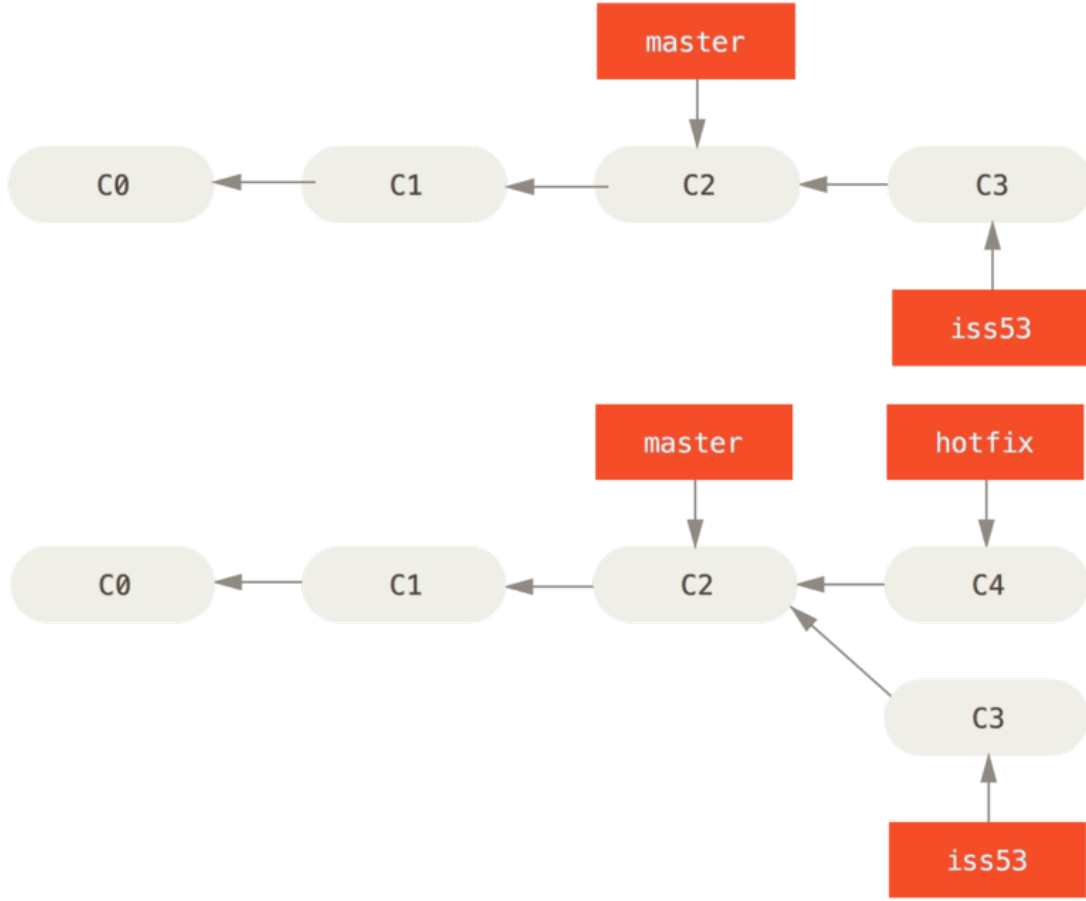 master
C0 C1 C2 C3
iss53
master hotfix
C0 C1 C2 C4
C3
iss53